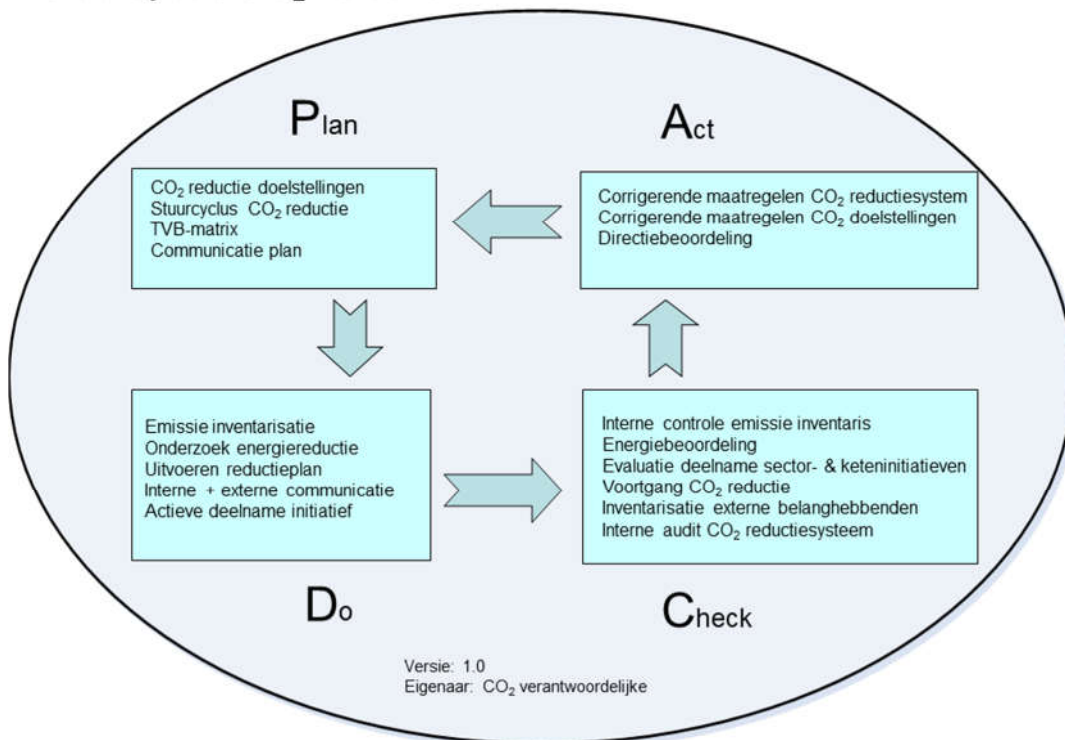 Plan
CO₂ reductie doelstellingen
Stuurcyclus CO₂ reductie
TVB-matrix
Communicatie plan
Act
Corrigerende maatregelen CO₂ reductiesystem
Corrigerende maatregelen CO₂ doelstellingen
Directiebeoordeling
Emissie inventarisatie
Onderzoek energiereductie
Uitvoeren reductieplan
Interne + externe communicatie
Actieve deelname initiatief
Do
Interne controle emissie inventaris
Energiebeoordeling
Evaluatie deelname sector- & keteninitiatieven
Voortgang CO₂ reductie
Inventarisatie externe belanghebbenden
Interne audit CO₂ reductiesysteem
Check
Versie: 1.0
Eigenaar: CO₂ verantwoordelijke